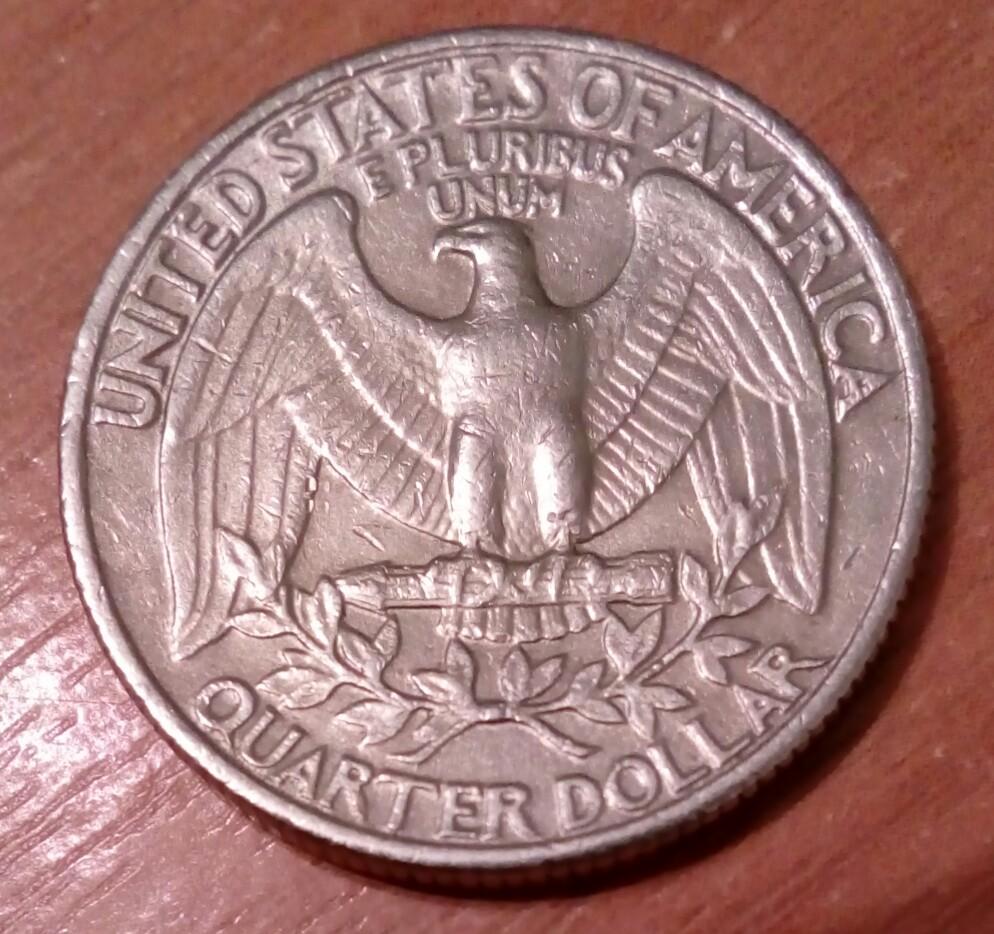 UNITED STATES OF AMERICA
E PLURIBUS
UNUM
QUARTER DOLLAR